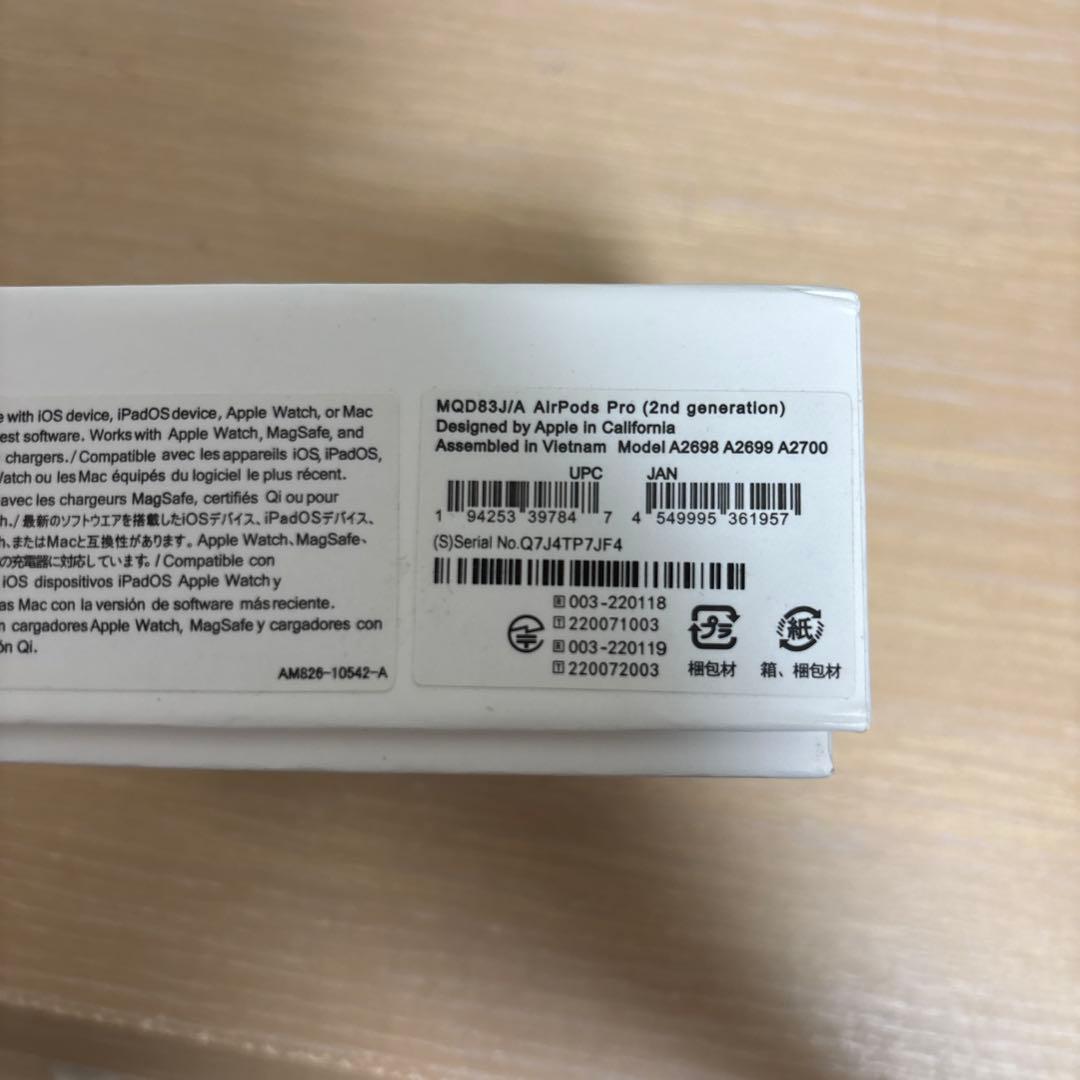 e with iOS device, iPadOS device, Apple Watch, or Mac
est software. Works with Apple Watch, MagSafe, and
chargers./Compatible avec les appareils iOS, iPadOS,
Vatch ou les Mac équipés du logiciel le plus récent.
avec les chargeurs MagSafe, certifiés Qi ou pour
h./最新のソフトウエアを搭載したiOSデバイス、iPadOSデバイス、
h、またはMacと互換性があります。Apple Watch、MagSafe、
の充電器に対応しています。/Compatible con
iOS dispositivos iPadOS Apple Watch y
as Mac con la versión de software más reciente.
n cargadores Apple Watch, MagSafe y cargadores con
ón Qi.
AM826-10542-A
MQD83J/A AirPods Pro (2nd generation)
Designed by Apple in California
Assembled in Vietnam Model A2698 A2699 A2700
UPC JAN
1 94253 39784 7 4 549995 361957
(S)Serial No.Q7J4TP7JF4
R 003-220118
T 220071003
R 003-220119
T 220072003
プラ
梱包材
紙
箱、梱包材